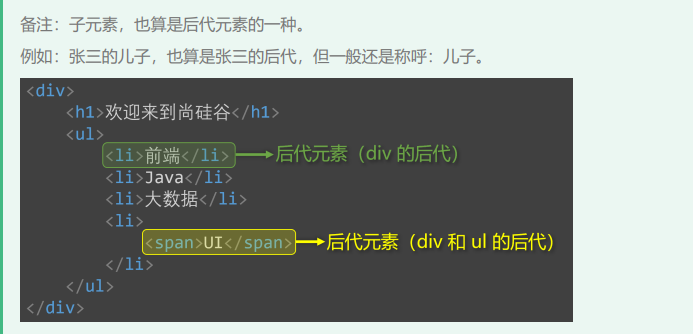 备注：子元素，也算是后代元素的一种。
例如：张三的儿子，也算是张三的后代，但一般还是称呼：儿子。
<div>
<h1>欢迎来到尚硅谷</h1>
<ul>
<li>前端</li> 后代元素（div 的后代）
<li>Java</li>
<li>大数据</li>
<li>
<span>UI</span> 后代元素（div 和 ul 的后代）
</li>
</ul>
</div>